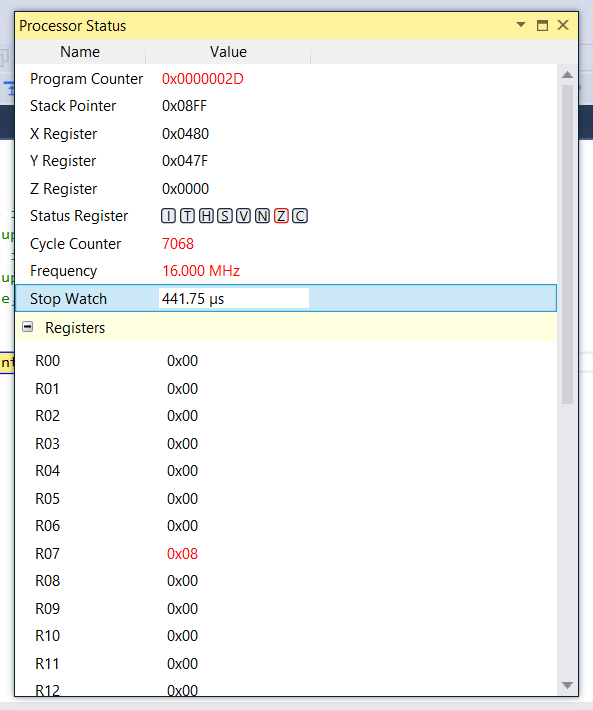 Processor Status
Name Value
Program Counter 0x0000002D
Stack Pointer 0x08FF
X Register 0x0480
Y Register 0x047F
Z Register 0x0000
Status Register I T H S V N Z C
Cycle Counter 7068
Frequency 16.000 MHz
Stop Watch 441.75 µs
Registers
R00 0x00
R01 0x00
R02 0x00
R03 0x00
R04 0x00
R05 0x00
R06 0x00
R07 0x08
R08 0x00
R09 0x00
R10 0x00
R11 0x00
R12 0x00